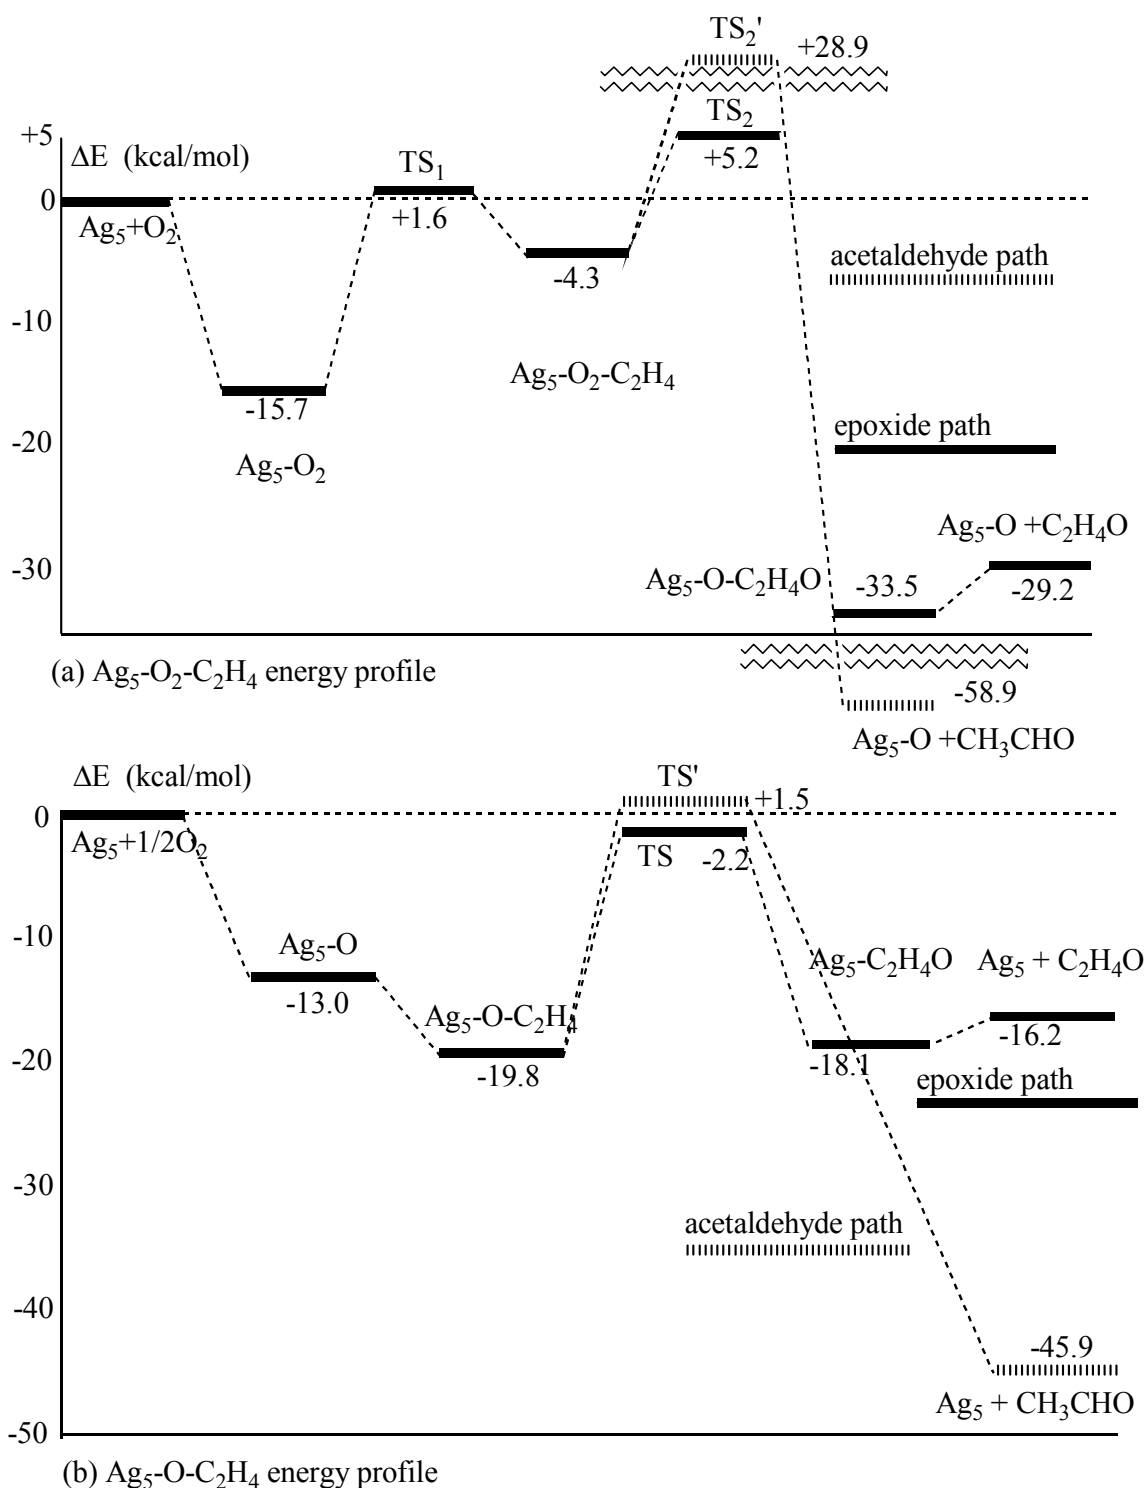 TS₂'
+28.9
TS₂
+5.2
+5
ΔE (kcal/mol)
TS₁
0
Ag₅+O₂
+1.6
-4.3
acetaldehyde path
-10
Ag₅-O₂-C₂H₄
-15.7
epoxide path
-20
Ag₅-O₂
Ag₅-O +C₂H₄O
-30
Ag₅-O-C₂H₄O
-33.5
-29.2
(a) Ag₅-O₂-C₂H₄ energy profile
-58.9
Ag₅-O +CH₃CHO
ΔE (kcal/mol)
TS'
+1.5
0
Ag₅+1/2O₂
TS
-2.2
-10
Ag₅-O
Ag₅-C₂H₄O
Ag₅ + C₂H₄O
-13.0
Ag₅-O-C₂H₄
-16.2
-20
-19.8
-18.1
epoxide path
-30
acetaldehyde path
-40
-45.9
Ag₅ + CH₃CHO
-50
(b) Ag₅-O-C₂H₄ energy profile